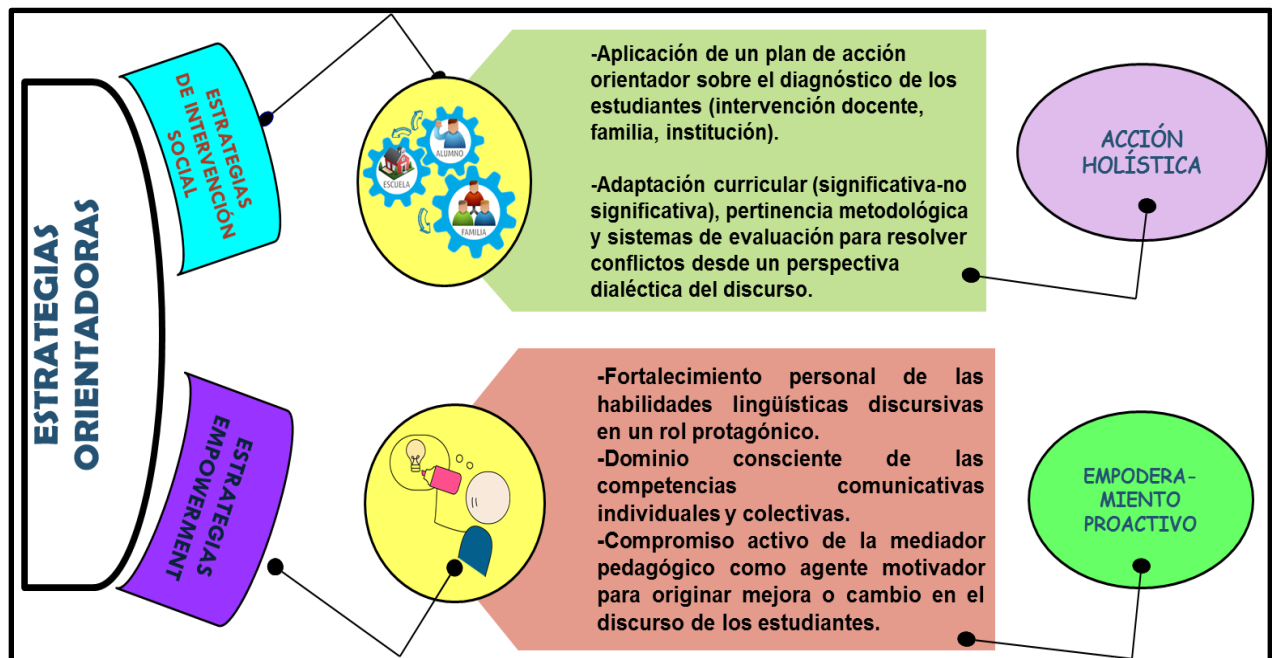 ESTRATEGIAS
ORIENTADORAS
ESTRATEGIAS
DE INTERVENCIÓN
SOCIAL
ALUMNO
ESCUELA
FAMILIA
-Aplicación de un plan de acción
orientador sobre el diagnóstico de los
estudiantes (intervención docente,
familia, institución).
-Adaptación curricular (significativa-no
significativa), pertinencia metodológica
y sistemas de evaluación para resolver
conflictos desde un perspectiva
dialéctica del discurso.
ACCIÓN
HOLÍSTICA
ESTRATEGIAS
EMPOWERMENT
-Fortalecimiento personal de las
habilidades lingüísticas discursivas
en un rol protagónico.
-Dominio consciente de las
competencias comunicativas
individuales y colectivas.
-Compromiso activo de la mediador
pedagógico como agente motivador
para originar mejora o cambio en el
discurso de los estudiantes.
EMPODERA-
MIENTO
PROACTIVO